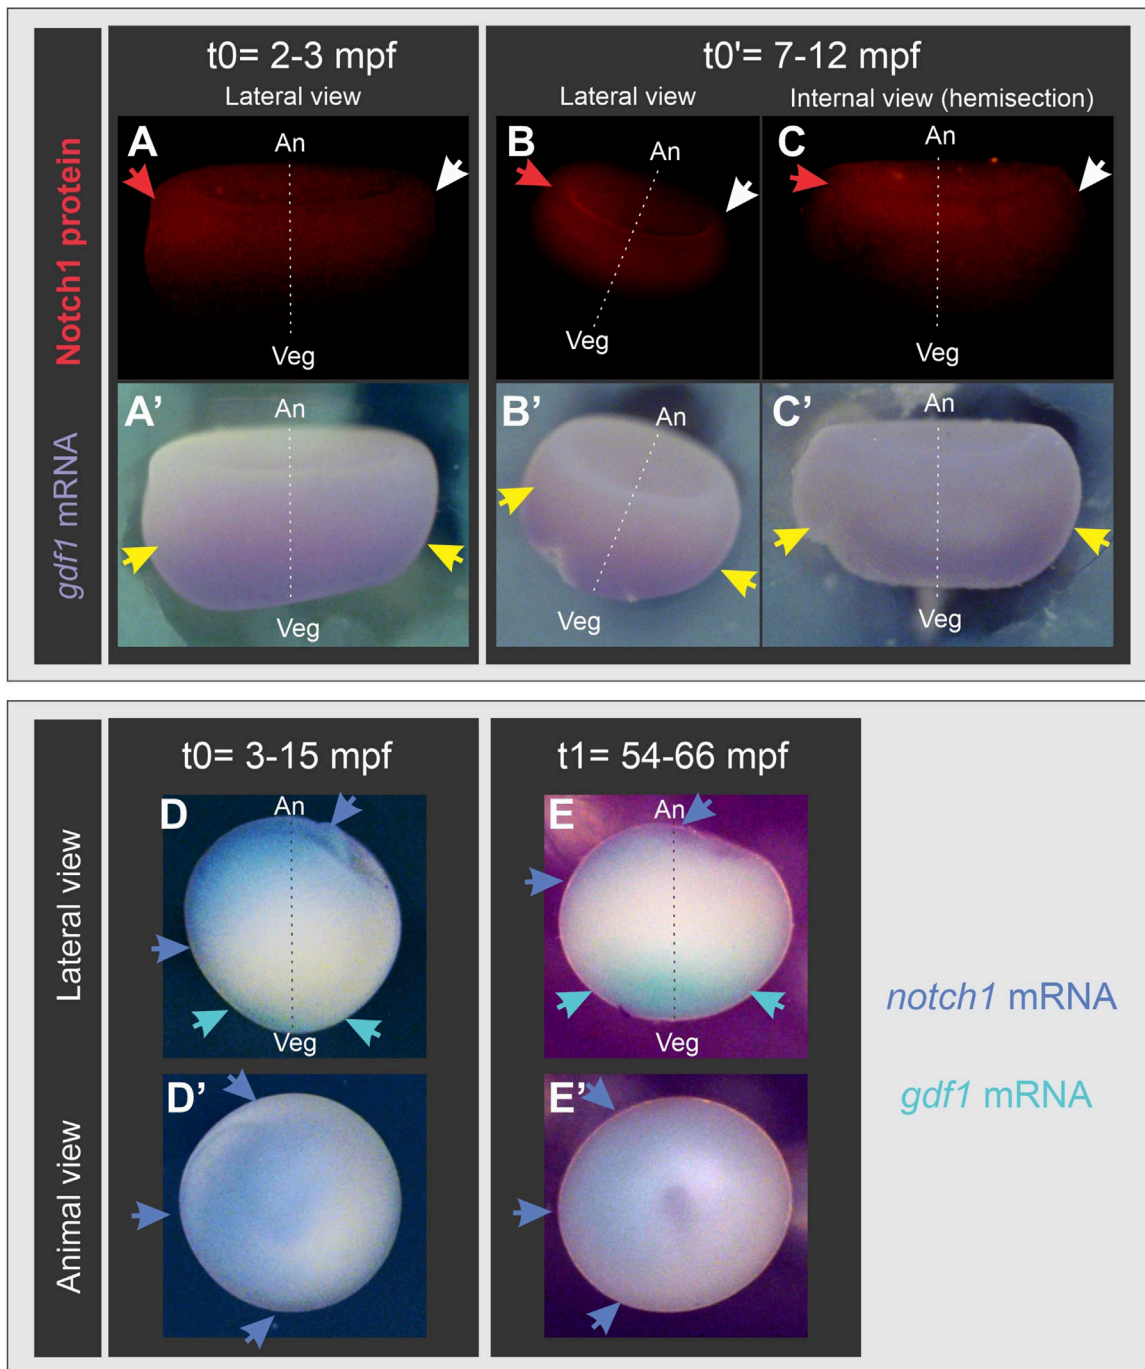 t0= 2-3 mpf
Lateral view
t0'= 7-12 mpf
Lateral view
Internal view (hemisection)
Notch1 protein
A
An
Veg
B
An
Veg
C
An
Veg
gdf1 mRNA
A’
An
Veg
B’
An
Veg
C’
An
Veg
t0= 3-15 mpf
t1= 54-66 mpf
Lateral view
D
An
Veg
E
An
Veg
Animal view
D’
E’
notch1 mRNA
gdf1 mRNA